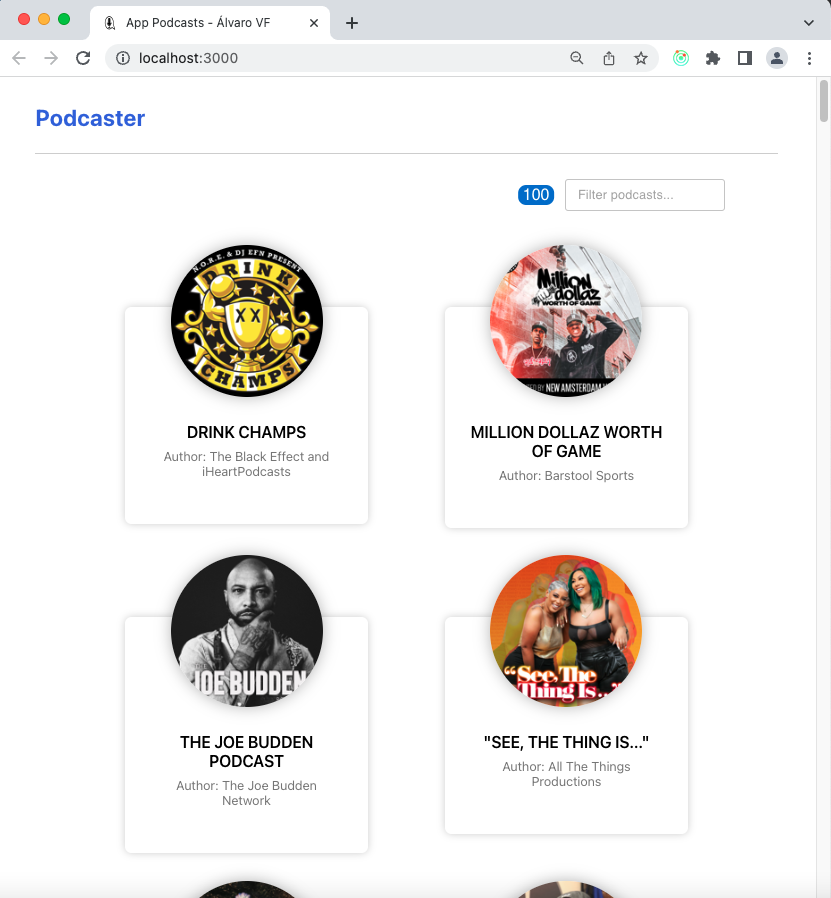 App Podcasts - Álvaro VF
localhost:3000
Podcaster
100
Filter podcasts...
N.O.R.E. & DJ EFN PRESENT
DRINK
CHAMPS
Million
dollaz
WORTH OF GAME
NEW AMSTERDAM
DRINK CHAMPS
Author: The Black Effect and
iHeartPodcasts
MILLION DOLLAZ WORTH
OF GAME
Author: Barstool Sports
JOE BUDDEN
“See, The
Thing Is...”
THE JOE BUDDEN
PODCAST
Author: The Joe Budden
Network
"SEE, THE THING IS..."
Author: All The Things
Productions